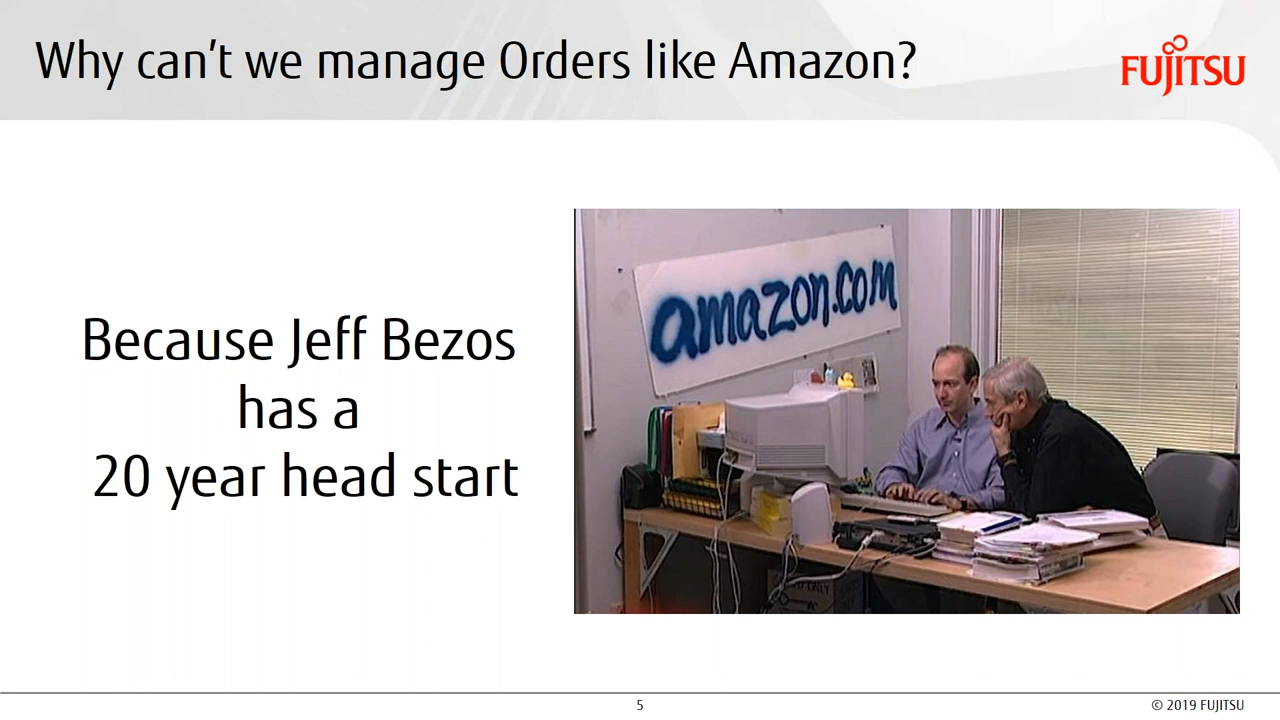 Why can't we manage Orders like Amazon?
FUJITSU
Because Jeff Bezos
has a
20 year head start
amazon.com
5
© 2019 FUJITSU